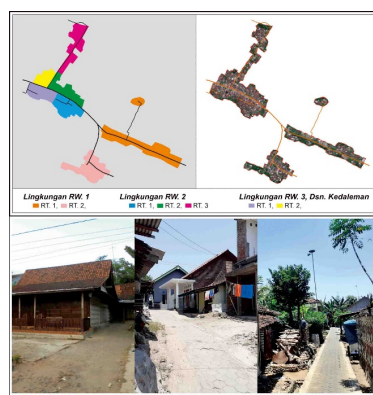 Lingkungan RW. 1 Lingkungan RW. 2 Lingkungan RW. 3, Dsn. Kedaleman
RT. 1, RT. 2, RT. 1, RT. 2, RT. 3 RT. 1, RT. 2,